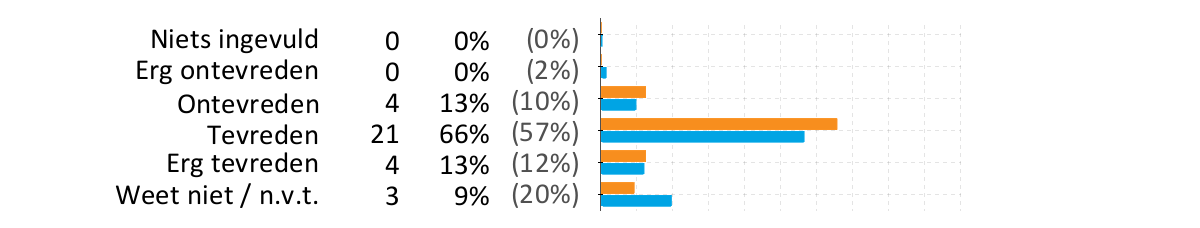 Niets ingevuld 0 0% (0%)
Erg ontevreden 0 0% (2%)
Ontevreden 4 13% (10%)
Tevreden 21 66% (57%)
Erg tevreden 4 13% (12%)
Weet niet / n.v.t. 3 9% (20%)